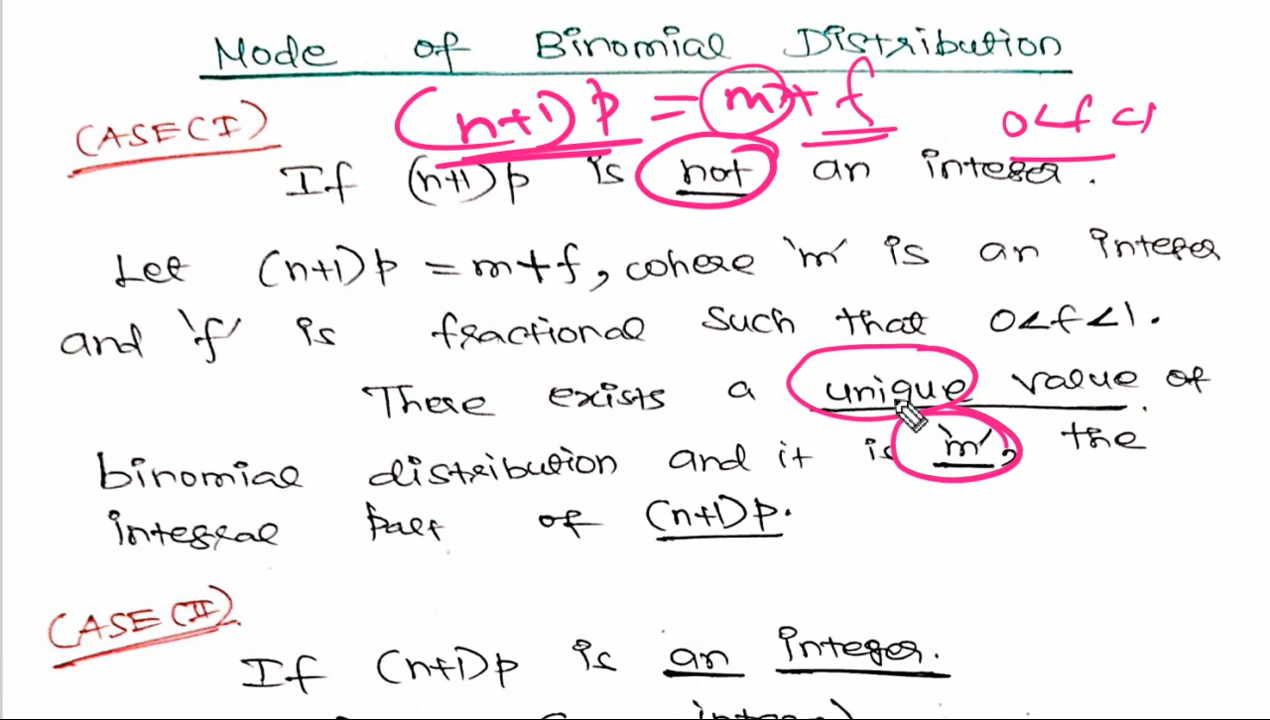 Mode of Binomial Distribution
(n+1) p = m + f 0<f<1
CASE (I)
If (n+1)p is not an integer.
Let (n+1)p = m+f, where 'm' is an integer
and 'f' is fractional such that 0<f<1.
There exists a unique value of
binomial distribution and it is 'm', the
integral part of (n+1)p.
CASE (II)
If (n+1)p is an integer.